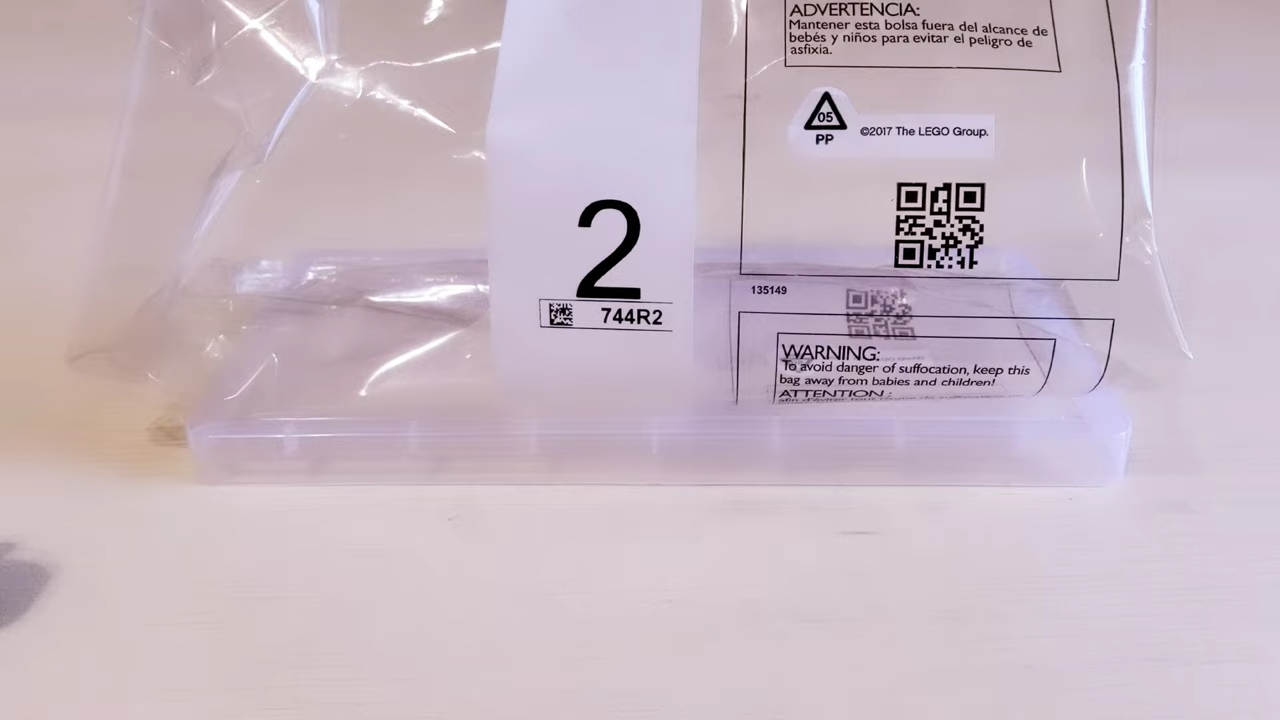 ADVERTENCIA:
Mantener esta bolsa fuera del alcance de
bebés y niños para evitar el peligro de
asfixia.
05
PP
©2017 The LEGO Group.
2
744R2
135149
WARNING:
To avoid danger of suffocation, keep this
bag away from babies and children!
ATTENTION :